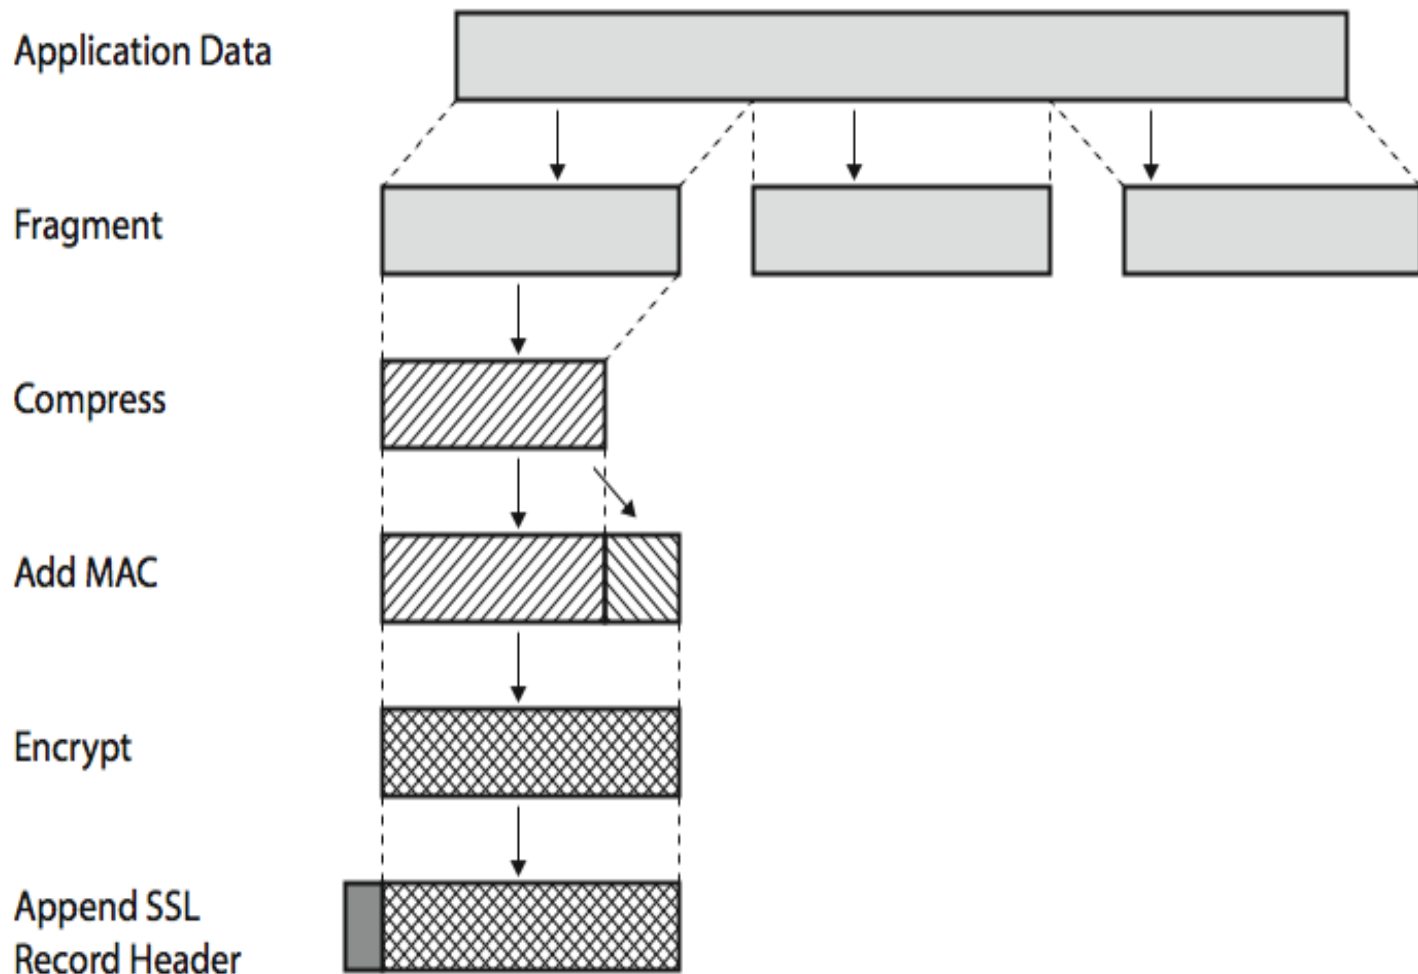 Application Data
Fragment
Compress
Add MAC
Encrypt
Append SSL
Record Header